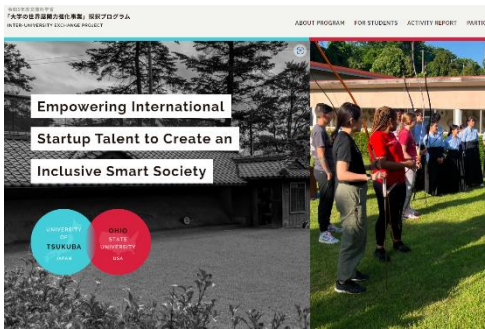 「大学の世界展開力強化事業」採択プログラム
INTER-UNIVERSITY EXCHANGE PROJECT
ABOUT PROGRAM FOR STUDENTS ACTIVITY REPORT PARTIC
Empowering International
Startup Talent to Create an
Inclusive Smart Society
UNIVERSITY
OF
TSUKUBA
JAPAN
OHIO
STATE
UNIVERSITY
USA